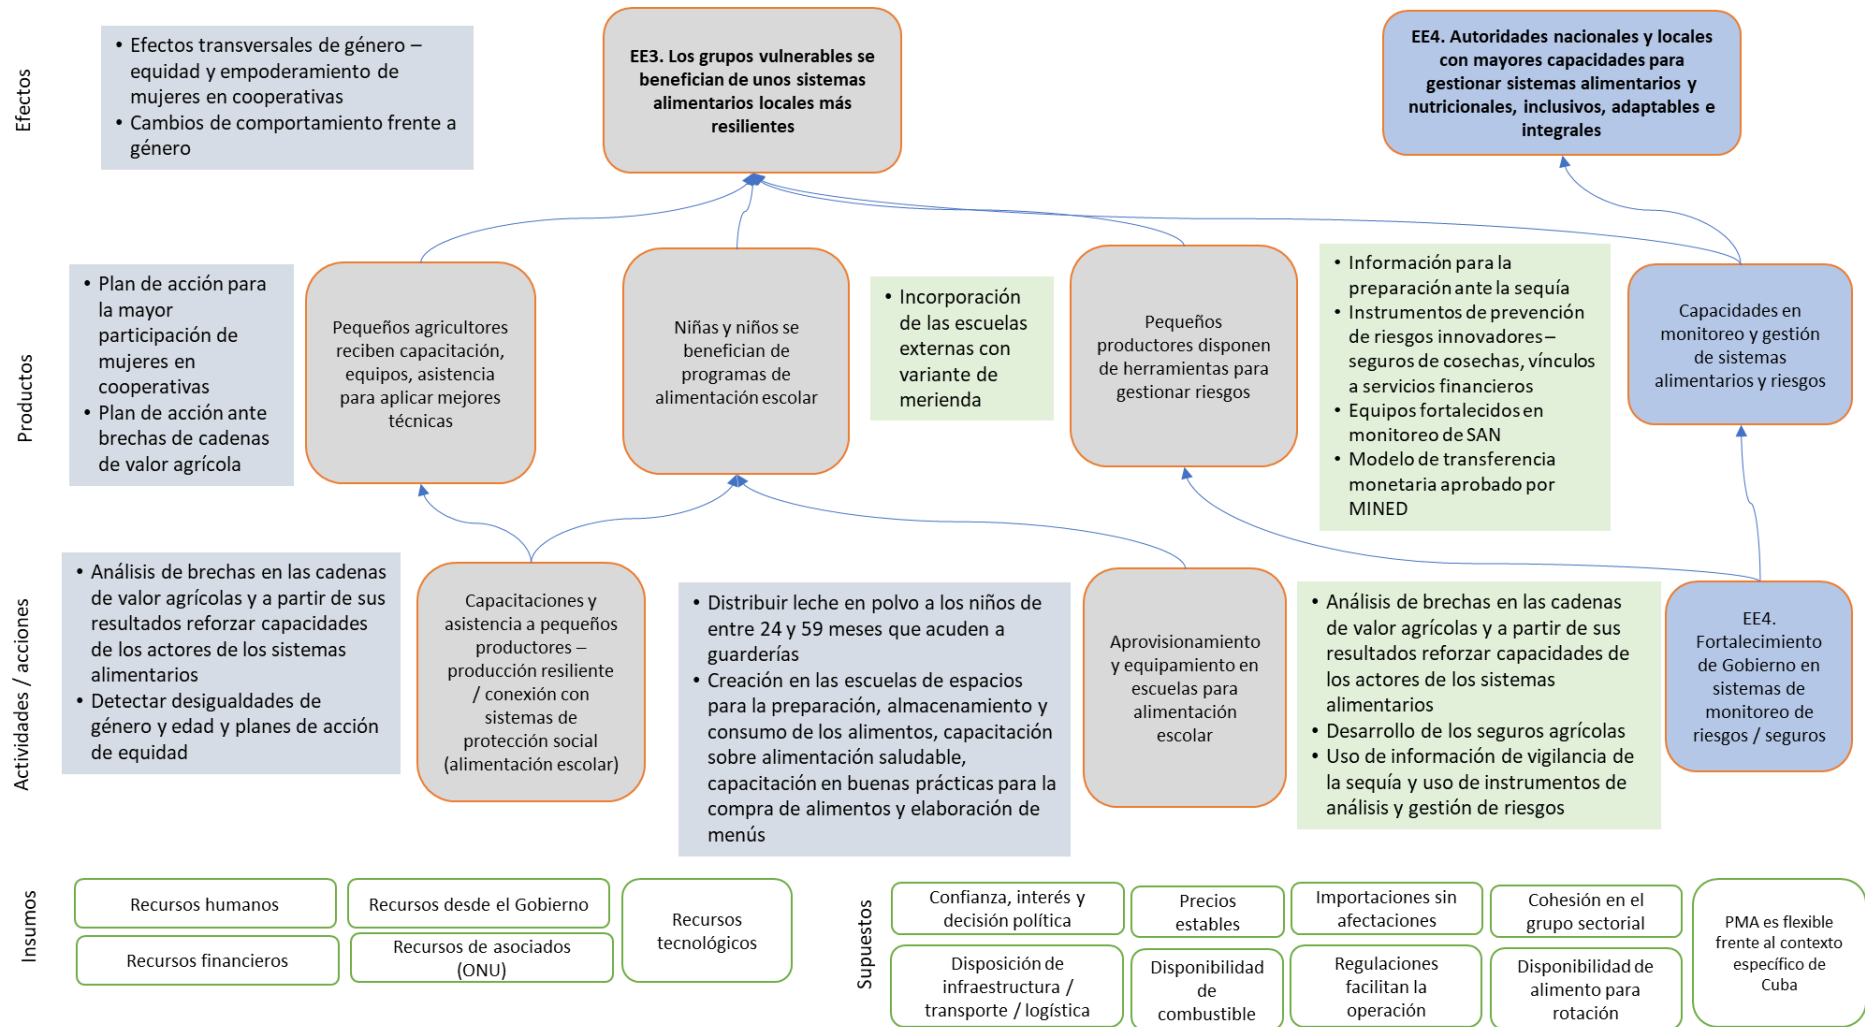 Efectos
• Efectos transversales de género –
equidad y empoderamiento de
mujeres en cooperativas
• Cambios de comportamiento frente a
género
EE3. Los grupos vulnerables se
benefician de unos sistemas
alimentarios locales más
resilientes
EE4. Autoridades nacionales y locales
con mayores capacidades para
gestionar sistemas alimentarios y
nutricionales, inclusivos, adaptables e
integrales
Productos
• Plan de acción para
la mayor
participación de
mujeres en
cooperativas
• Plan de acción ante
brechas de cadenas
de valor agrícola
Pequeños agricultores
reciben capacitación,
equipos, asistencia
para aplicar mejores
técnicas
Niñas y niños se
benefician de
programas de
alimentación escolar
• Incorporación
de las escuelas
externas con
variante de
merienda
Pequeños
productores disponen
de herramientas para
gestionar riesgos
• Información para la
preparación ante la sequía
• Instrumentos de prevención
de riesgos innovadores–
seguros de cosechas, vínculos
a servicios financieros
• Equipos fortalecidos en
monitoreo de SAN
• Modelo de transferencia
monetaria aprobado por
MINED
Capacidades en
monitoreo y gestión
de sistemas
alimentarios y riesgos
Actividades / acciones
• Análisis de brechas en las cadenas
de valor agrícolas y a partir de sus
resultados reforzar capacidades
de los actores de los sistemas
alimentarios
• Detectar desigualdades de
género y edad y planes de acción
de equidad
Capacitaciones y
asistencia a pequeños
productores –
producción resiliente
/ conexión con
sistemas de
protección social
(alimentación escolar)
• Distribuir leche en polvo a los niños de
entre 24 y 59 meses que acuden a
guarderías
• Creación en las escuelas de espacios
para la preparación, almacenamiento y
consumo de los alimentos, capacitación
sobre alimentación saludable,
capacitación en buenas prácticas para la
compra de alimentos y elaboración de
menús
Aprovisionamiento
y equipamiento en
escuelas para
alimentación
escolar
• Análisis de brechas en las cadenas
de valor agrícolas y a partir de sus
resultados reforzar capacidades de
los actores de los sistemas
alimentarios
• Desarrollo de los seguros agrícolas
• Uso de información de vigilancia de
la sequía y uso de instrumentos de
análisis y gestión de riesgos
EE4.
Fortalecimiento
de Gobierno en
sistemas de
monitoreo de
riesgos / seguros
Insumos
Recursos humanos
Recursos desde el Gobierno
Recursos
tecnológicos
Recursos financieros
Recursos de asociados
(ONU)
Supuestos
Confianza, interés y
decisión política
Precios
estables
Importaciones sin
afectaciones
Cohesión en el
grupo sectorial
PMA es flexible
frente al contexto
específico de
Cuba
Disposición de
infraestructura /
transporte / logística
Disponibilidad
de
combustible
Regulaciones
facilitan la
operación
Disponibilidad de
alimento para
rotación